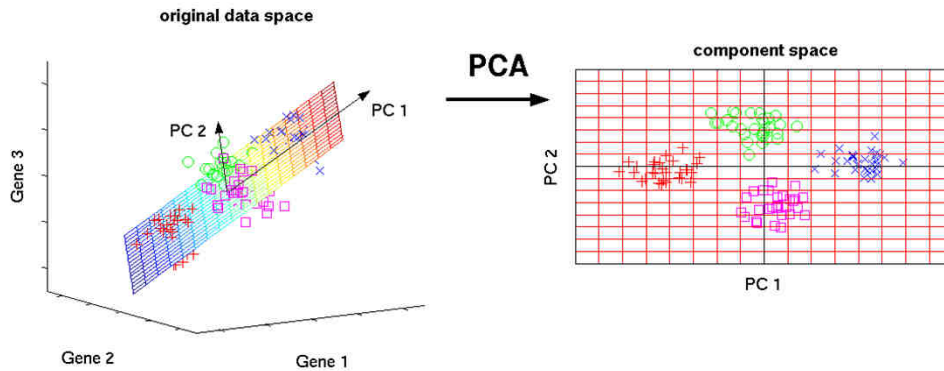 original data space
Gene 3
Gene 2
Gene 1
PC 2
PC 1
PCA
component space
PC 2
PC 1